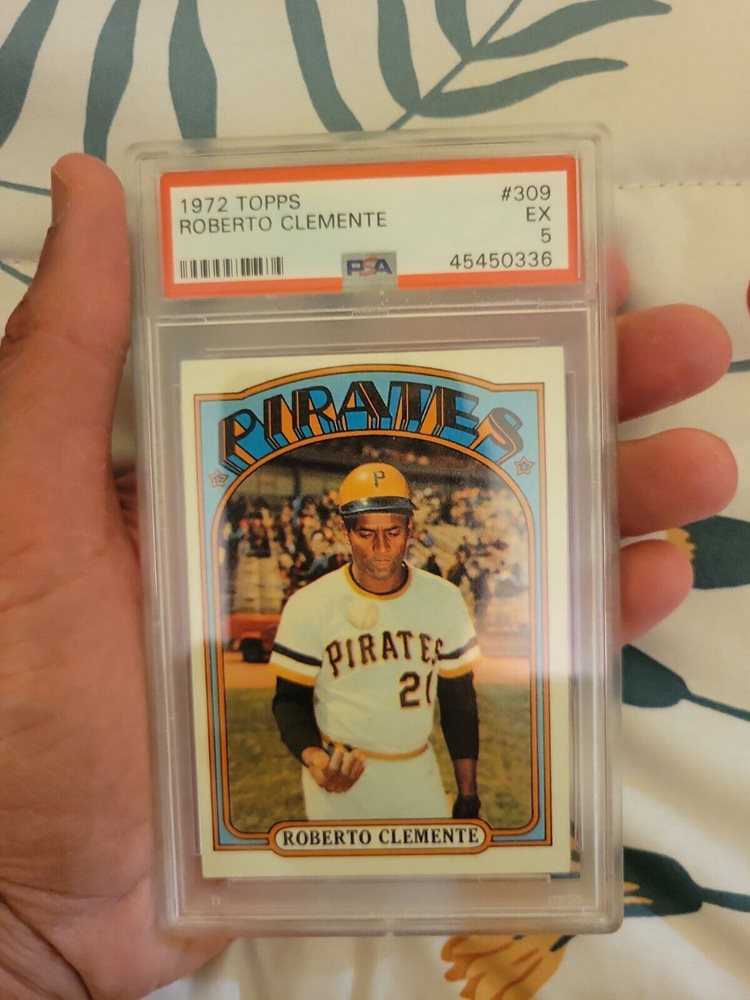 1972 TOPPS #309
ROBERTO CLEMENTE EX
5
PSA 45450336
PIRATES
P
PIRATES
21
ROBERTO CLEMENTE